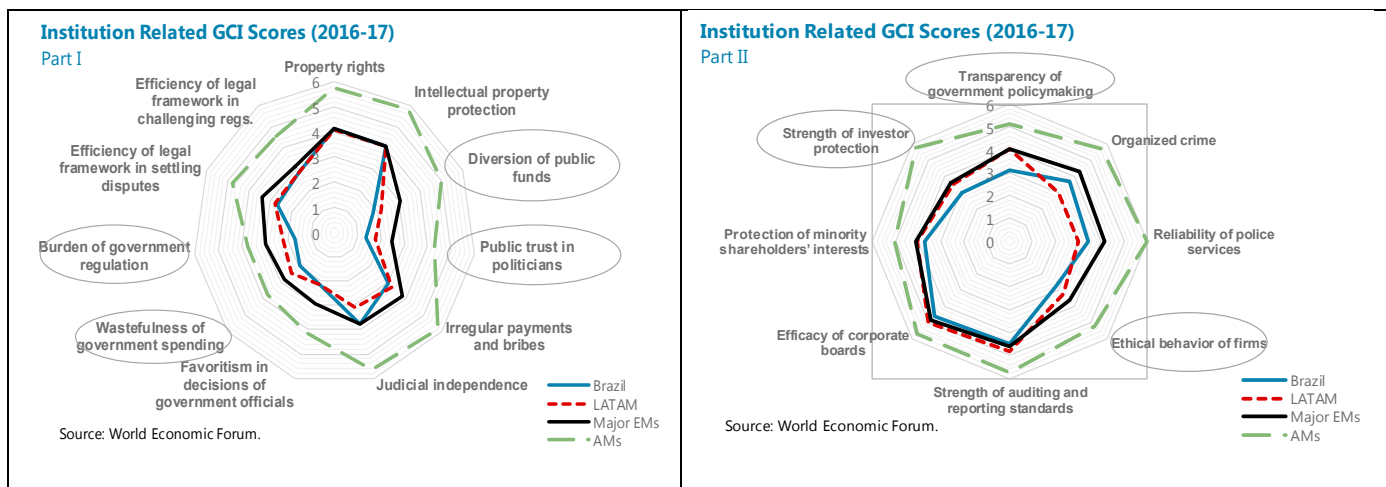 Institution Related GCI Scores (2016-17)
Part I
Property rights
Intellectual property
protection
Diversion of public
funds
Public trust in
politicians
Irregular payments
and bribes
Judicial independence
Favoritism in
decisions of
government officials
Wastefulness of
government spending
Burden of government
regulation
Efficiency of legal
framework in settling
disputes
Efficiency of legal
framework in
challenging regs.
6
5
4
3
2
1
0
Brazil
LATAM
Major EMs
AMs
Source: World Economic Forum.
Institution Related GCI Scores (2016-17)
Part II
Transparency of
government policymaking
Organized crime
Reliability of police
services
Ethical behavior of firms
Strength of auditing and
reporting standards
Efficacy of corporate
boards
Protection of minority
shareholders' interests
Strength of investor
protection
6
5
4
3
2
1
0
Brazil
LATAM
Major EMs
AMs
Source: World Economic Forum.